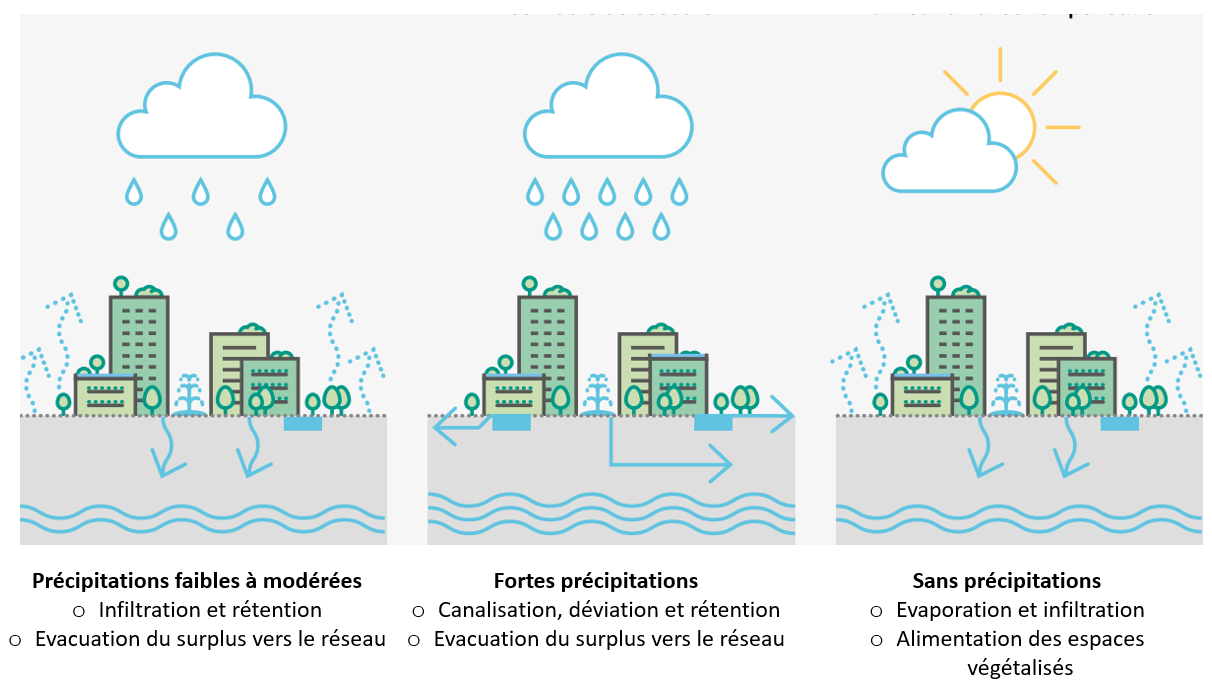 Précipitations faibles à modérées
o Infiltration et rétention
o Evacuation du surplus vers le réseau
Fortes précipitations
o Canalisation, déviation et rétention
o Evacuation du surplus vers le réseau
Sans précipitations
o Evaporation et infiltration
o Alimentation des espaces
végétalisés